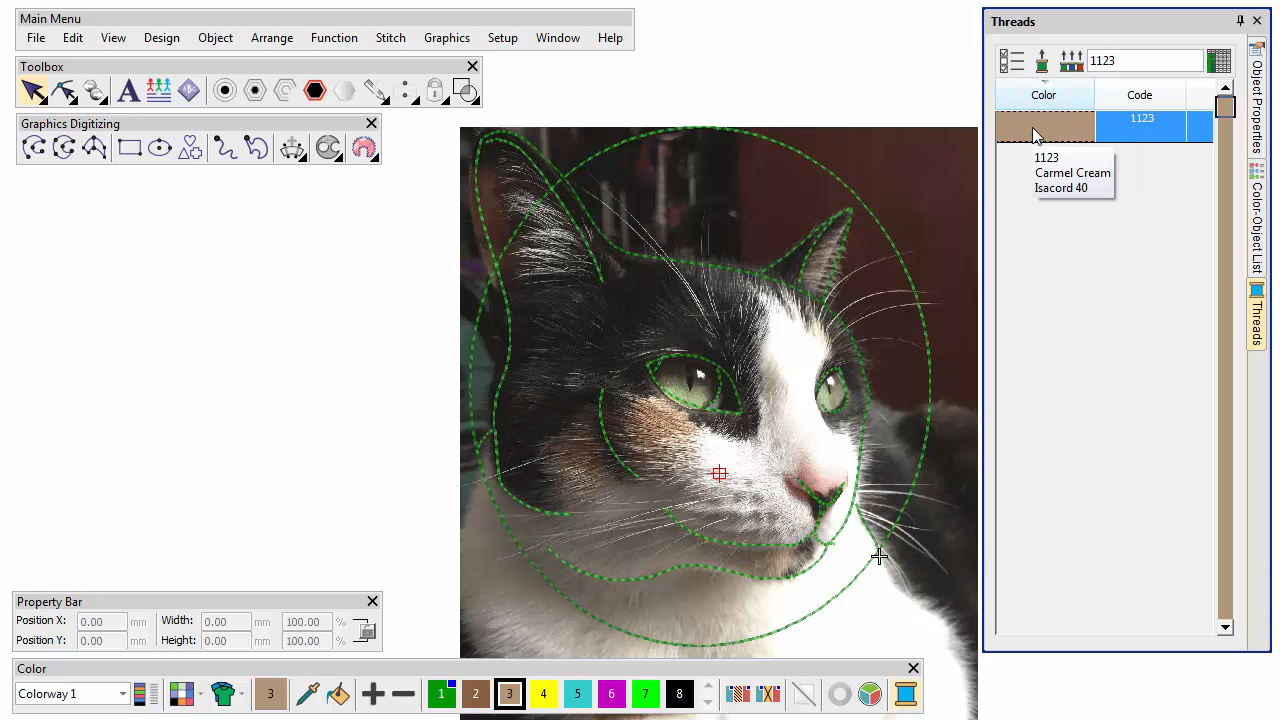 Main Menu
File Edit View Design Object Arrange Function Stitch Graphics Setup Window Help
Toolbox
A
Graphics Digitizing
CC
Threads
1123
Color Code
1123
1123
Carmel Cream
Isacord 40
Object Properties
Color-Object List
Threads
Property Bar
Position X: 0.00 mm Width: 0.00 mm 100.00 %
Position Y: 0.00 mm Height: 0.00 mm 100.00 %
Color
Colorway 1 3 1 2 3 4 5 6 7 8